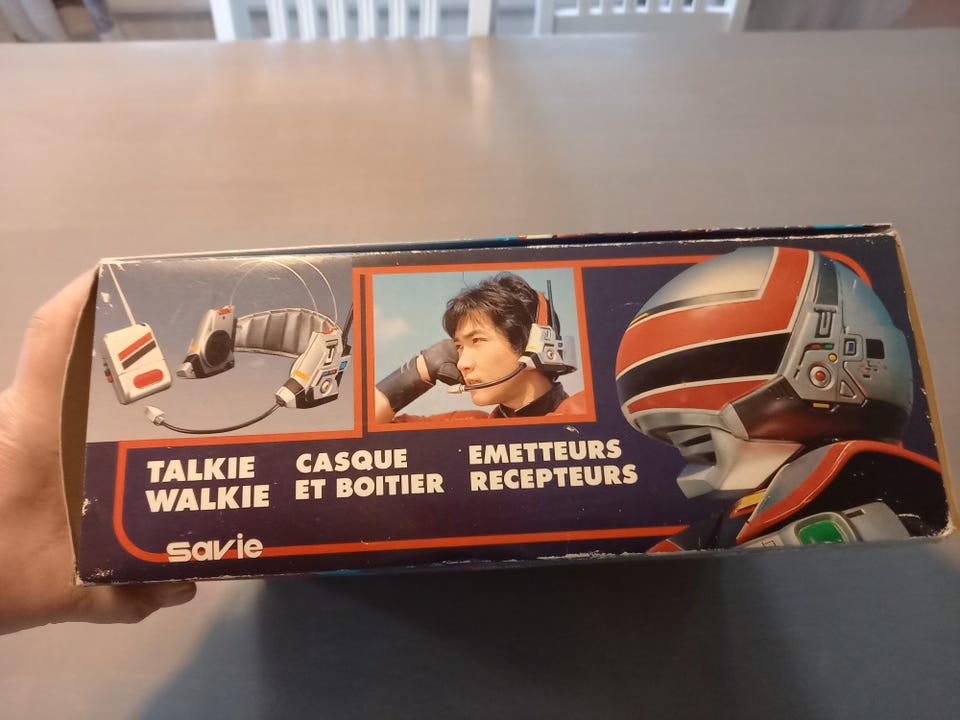 TALKIE
WALKIE
CASQUE
ET BOITIER
EMETTEURS
RECEPTEURS
savie